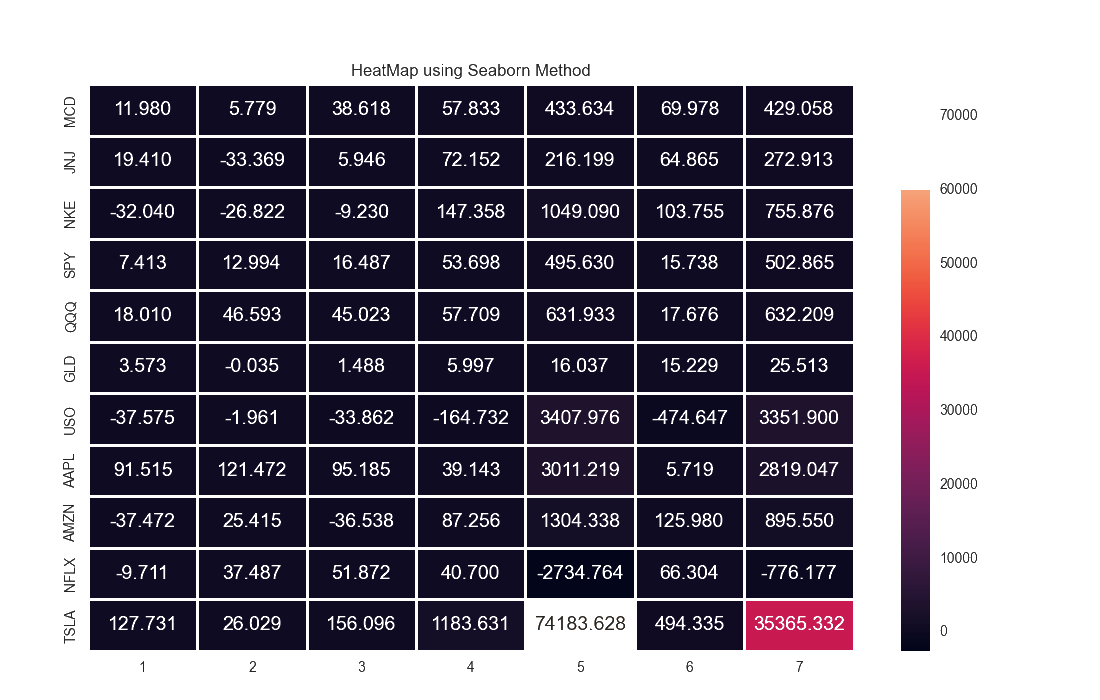 HeatMap using Seaborn Method
MCD 11.980 5.779 38.618 57.833 433.634 69.978 429.058
JNJ 19.410 -33.369 5.946 72.152 216.199 64.865 272.913
NKE -32.040 -26.822 -9.230 147.358 1049.090 103.755 755.876
SPY 7.413 12.994 16.487 53.698 495.630 15.738 502.865
QQQ 18.010 46.593 45.023 57.709 631.933 17.676 632.209
GLD 3.573 -0.035 1.488 5.997 16.037 15.229 25.513
USO -37.575 -1.961 -33.862 -164.732 3407.976 -474.647 3351.900
AAPL 91.515 121.472 95.185 39.143 3011.219 5.719 2819.047
AMZN -37.472 25.415 -36.538 87.256 1304.338 125.980 895.550
NFLX -9.711 37.487 51.872 40.700 -2734.764 66.304 -776.177
TSLA 127.731 26.029 156.096 1183.631 74183.628 494.335 35365.332
1 2 3 4 5 6 7
70000
60000
50000
40000
30000
20000
10000
0